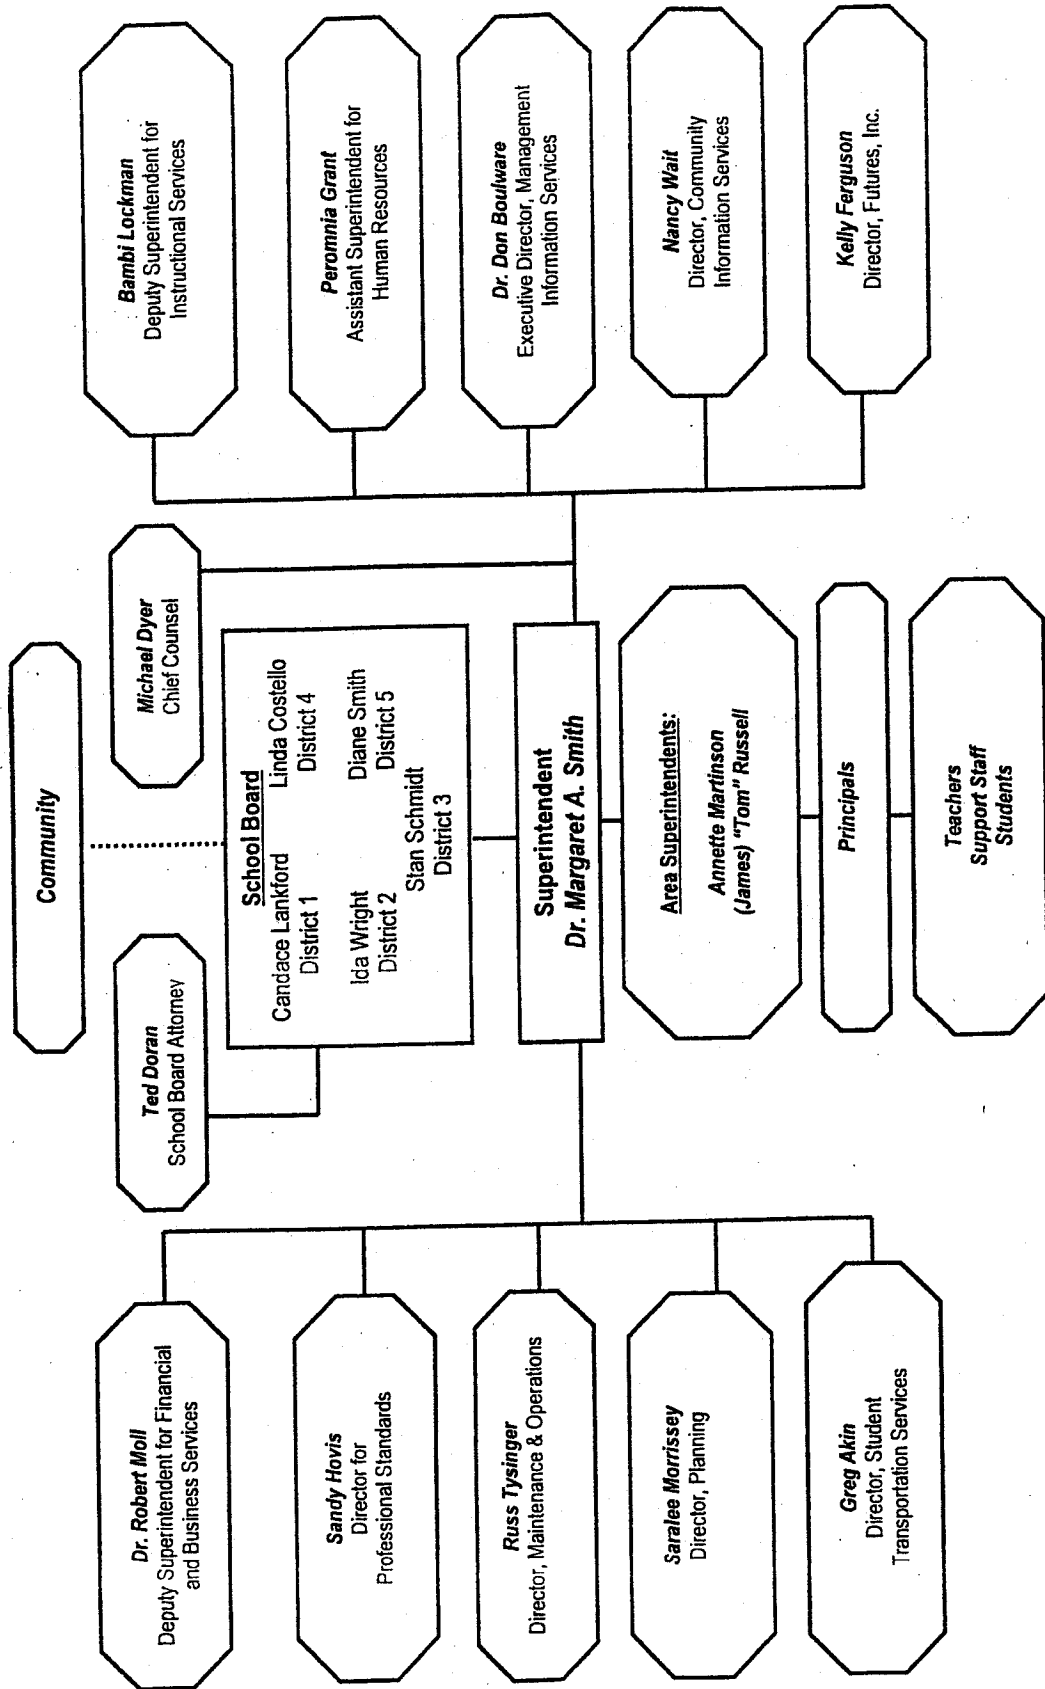 Community
Ted Doran
School Board Attorney
Michael Dyer
Chief Counsel
School Board
Candace Lankford
District 1
Linda Costello
District 4
Ida Wright
District 2
Diane Smith
District 5
Stan Schmidt
District 3
Superintendent
Dr. Margaret A. Smith
Area Superintendents:
Annette Martinson
(James) "Tom" Russell
Principals
Teachers
Support Staff
Students
Dr. Robert Moll
Deputy Superintendent for Financial
and Business Services
Sandy Hovis
Director for
Professional Standards
Russ Tysinger
Director, Maintenance & Operations
Saralee Morrissey
Director, Planning
Greg Akin
Director, Student
Transportation Services
Bambi Lockman
Deputy Superintendent for
Instructional Services
Peromnia Grant
Assistant Superintendent for
Human Resources
Dr. Don Boulware
Executive Director, Management
Information Services
Nancy Wait
Director, Community
Information Services
Kelly Ferguson
Director, Futures, Inc.